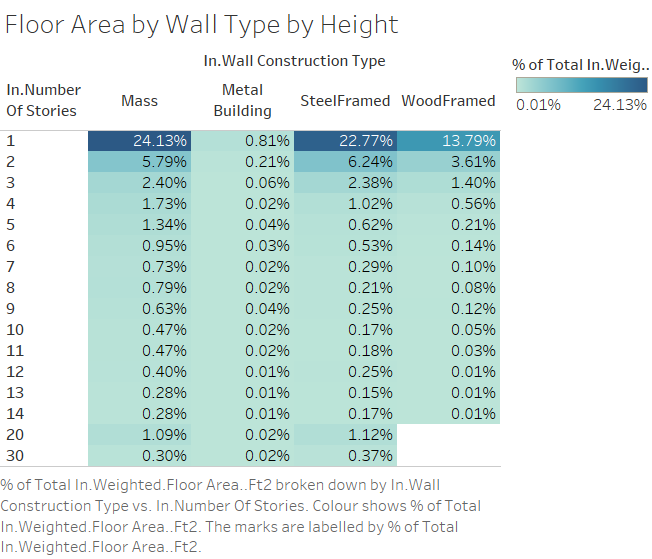 Floor Area by Wall Type by Height
In.Wall Construction Type
% of Total In.Weig..
0.01% 24.13%
In.Number Of Stories Mass Metal Building SteelFramed WoodFramed
1 24.13% 0.81% 22.77% 13.79%
2 5.79% 0.21% 6.24% 3.61%
3 2.40% 0.06% 2.38% 1.40%
4 1.73% 0.02% 1.02% 0.56%
5 1.34% 0.04% 0.62% 0.21%
6 0.95% 0.03% 0.53% 0.14%
7 0.73% 0.02% 0.29% 0.10%
8 0.79% 0.02% 0.21% 0.08%
9 0.63% 0.04% 0.25% 0.12%
10 0.47% 0.02% 0.17% 0.05%
11 0.47% 0.02% 0.18% 0.03%
12 0.40% 0.01% 0.25% 0.01%
13 0.28% 0.01% 0.15% 0.01%
14 0.28% 0.01% 0.17% 0.01%
20 1.09% 0.02% 1.12%
30 0.30% 0.02% 0.37%
% of Total In.Weighted.Floor Area..Ft2 broken down by In.Wall
Construction Type vs. In.Number Of Stories. Colour shows % of Total
In.Weighted.Floor Area..Ft2. The marks are labelled by % of Total
In.Weighted.Floor Area..Ft2.